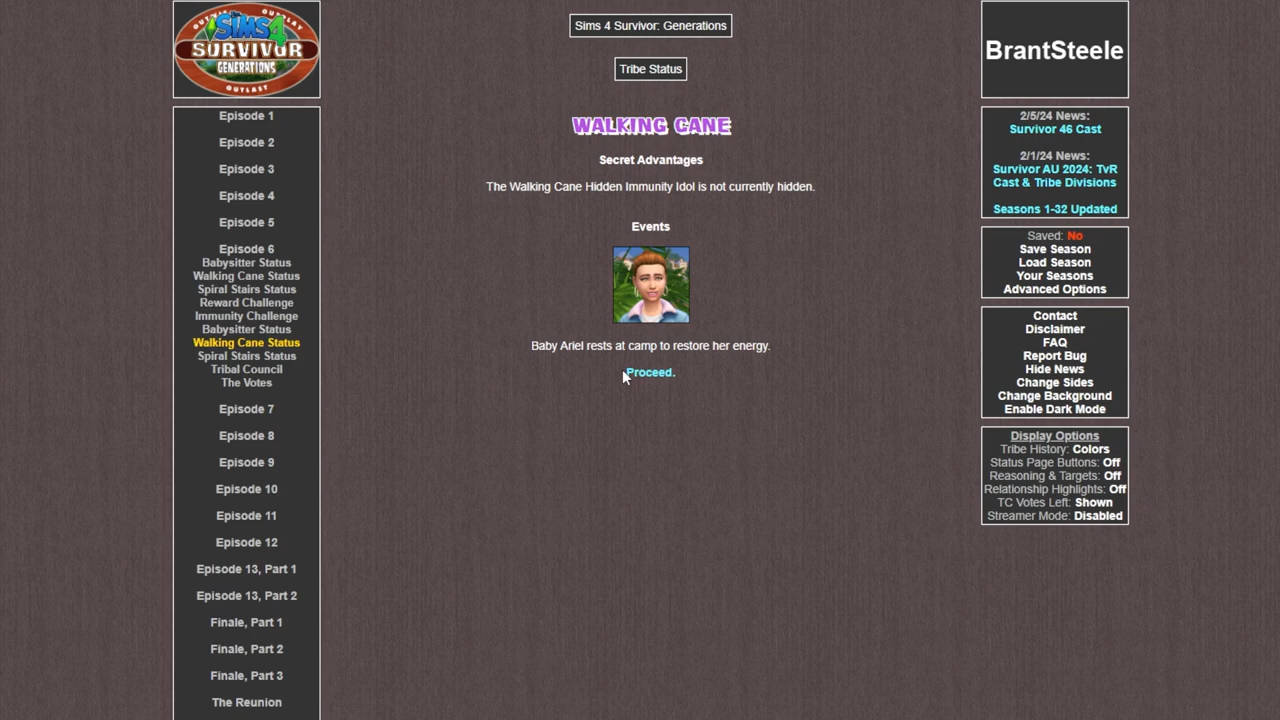 OUTWIT OUTPLAY
SIMS 4
SURVIVOR
GENERATIONS
OUTLAST
Episode 1
Episode 2
Episode 3
Episode 4
Episode 5
Episode 6
Babysitter Status
Walking Cane Status
Spiral Stairs Status
Reward Challenge
Immunity Challenge
Babysitter Status
Walking Cane Status
Spiral Stairs Status
Tribal Council
The Votes
Episode 7
Episode 8
Episode 9
Episode 10
Episode 11
Episode 12
Episode 13, Part 1
Episode 13, Part 2
Finale, Part 1
Finale, Part 2
Finale, Part 3
The Reunion
Sims 4 Survivor: Generations
Tribe Status
WALKING CANE
Secret Advantages
The Walking Cane Hidden Immunity Idol is not currently hidden.
Events
Baby Ariel rests at camp to restore her energy.
Proceed.
BrantSteele
2/5/24 News:
Survivor 46 Cast
2/1/24 News:
Survivor AU 2024: TvR
Cast & Tribe Divisions
Seasons 1-32 Updated
Saved: No
Save Season
Load Season
Your Seasons
Advanced Options
Contact
Disclaimer
FAQ
Report Bug
Hide News
Change Sides
Change Background
Enable Dark Mode
Display Options
Tribe History: Colors
Status Page Buttons: Off
Reasoning & Targets: Off
Relationship Highlights: Off
TC Votes Left: Shown
Streamer Mode: Disabled